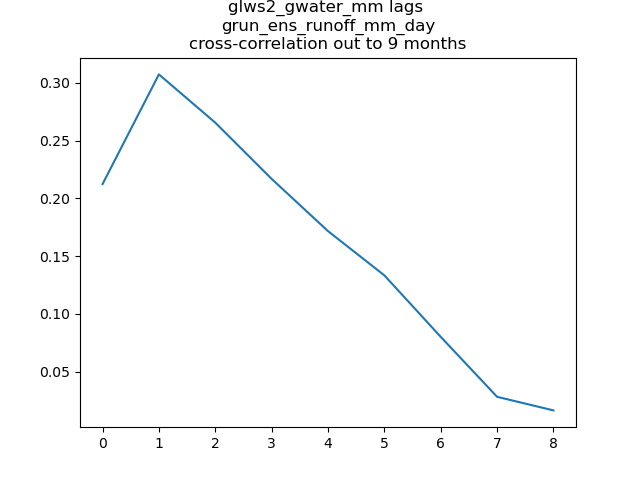 glws2_gwater_mm lags
grun_ens_runoff_mm_day
cross-correlation out to 9 months
0.30
0.25
0.20
0.15
0.10
0.05
0 1 2 3 4 5 6 7 8